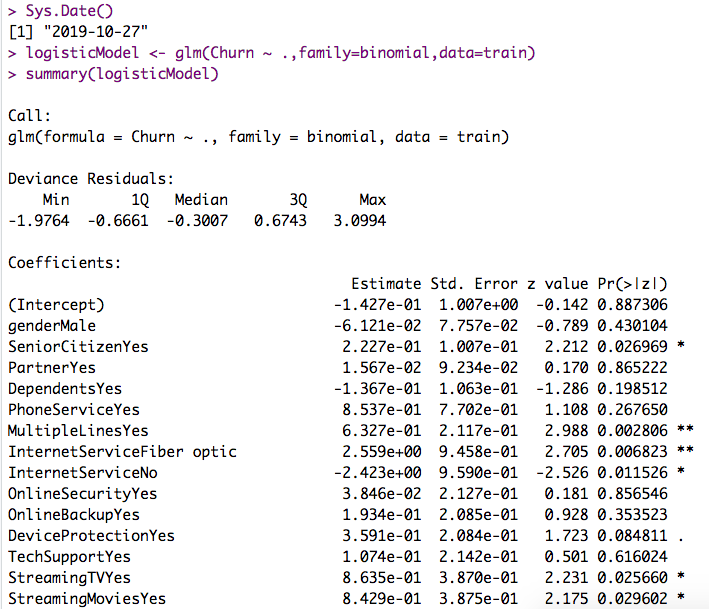 > Sys.Date()
[1] "2019-10-27"
> logisticModel <- glm(Churn ~ .,family=binomial,data=train)
> summary(logisticModel)
Call:
glm(formula = Churn ~ ., family = binomial, data = train)
Deviance Residuals:
Min 1Q Median 3Q Max
-1.9764 -0.6661 -0.3007 0.6743 3.0994
Coefficients:
Estimate Std. Error z value Pr(>|z|)
(Intercept) -1.427e-01 1.007e+00 -0.142 0.887306
genderMale -6.121e-02 7.757e-02 -0.789 0.430104
SeniorCitizenYes 2.227e-01 1.007e-01 2.212 0.026969 *
PartnerYes 1.567e-02 9.234e-02 0.170 0.865222
DependentsYes -1.367e-01 1.063e-01 -1.286 0.198512
PhoneServiceYes 8.537e-01 7.702e-01 1.108 0.267650
MultipleLinesYes 6.327e-01 2.117e-01 2.988 0.002806 **
InternetServiceFiber optic 2.559e+00 9.458e-01 2.705 0.006823 **
InternetServiceNo -2.423e+00 9.590e-01 -2.526 0.011526 *
OnlineSecurityYes 3.846e-02 2.127e-01 0.181 0.856546
OnlineBackupYes 1.934e-01 2.085e-01 0.928 0.353523
DeviceProtectionYes 3.591e-01 2.084e-01 1.723 0.084811 .
TechSupportYes 1.074e-01 2.142e-01 0.501 0.616024
StreamingTVYes 8.635e-01 3.870e-01 2.231 0.025660 *
StreamingMoviesYes 8.429e-01 3.875e-01 2.175 0.029602 *